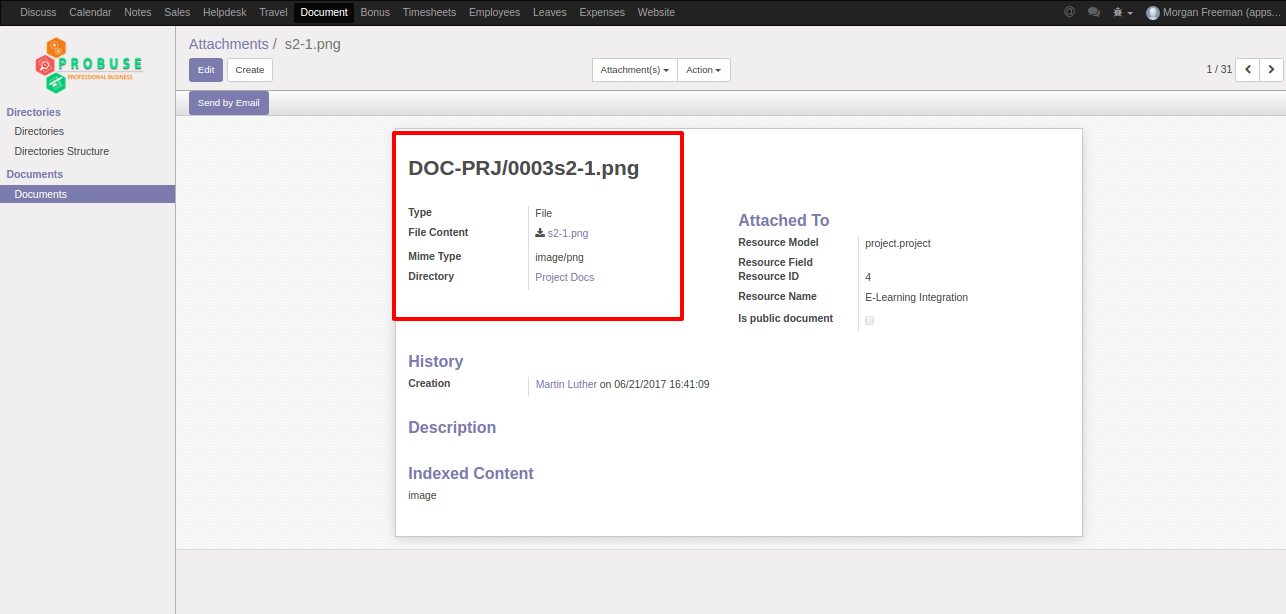 Discuss Calendar Notes Sales Helpdesk Travel Document Bonus Timesheets Employees Leaves Expenses Website @ Morgan Freeman (apps...
PROBUSE
PROFESSIONAL BUSINESS
Directories
Directories
Directories Structure
Documents
Documents
Attachments / s2-1.png
Edit Create Attachment(s) Action 1 / 31
Send by Email
DOC-PRJ/0003s2-1.png
Type File
File Content s2-1.png
Mime Type image/png
Directory Project Docs
Attached To
Resource Model project.project
Resource Field
Resource ID 4
Resource Name E-Learning Integration
Is public document
History
Creation Martin Luther on 06/21/2017 16:41:09
Description
Indexed Content
image